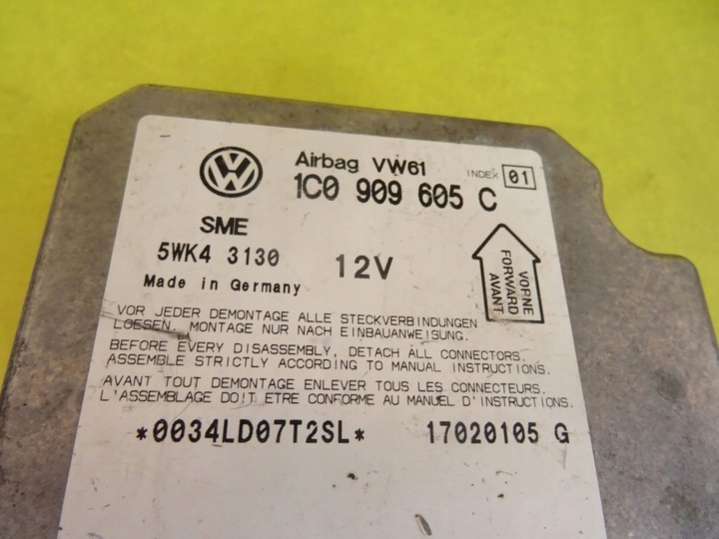 Airbag VW61
INDEX 01
1C0 909 605 C
SME
5WK4 3130
12V
Made in Germany
VORNE
FORWARD
AVANT
VOR JEDER DEMONTAGE ALLE STECKVERBINDUNGEN
LOESEN. MONTAGE NUR NACH EINBAUANWEISUNG.
BEFORE EVERY DISASSEMBLY, DETACH ALL CONNECTORS.
ASSEMBLE STRICTLY ACCORDING TO MANUAL INSTRUCTIONS.
AVANT TOUT DEMONTAGE ENLEVER TOUS LES CONNECTEURS.
L'ASSEMBLAGE DOIT ETRE CONFORME AU MANUEL D'INSTRUCTIONS.
*0034LD07T2SL* 17020105 G